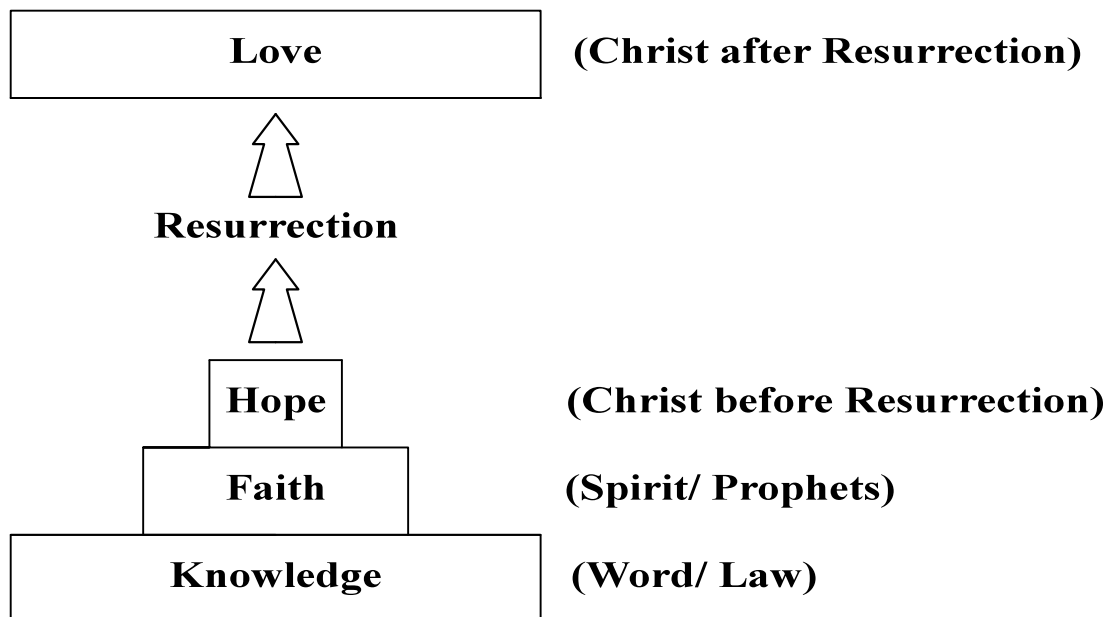 Love (Christ after Resurrection)
Resurrection
Hope (Christ before Resurrection)
Faith (Spirit/ Prophets)
Knowledge (Word/ Law)